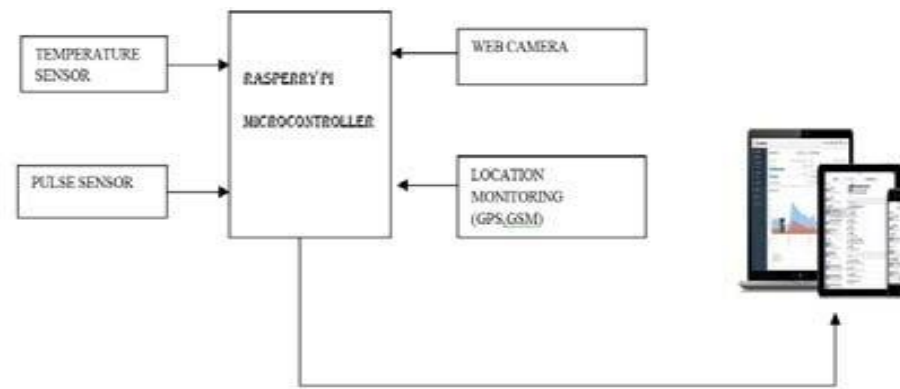 TEMPERATURE
SENSOR
PULSE SENSOR
RASPERRY PI
MICROCONTROLLER
WEB CAMERA
LOCATION
MONITORING
(GPS,GSM)